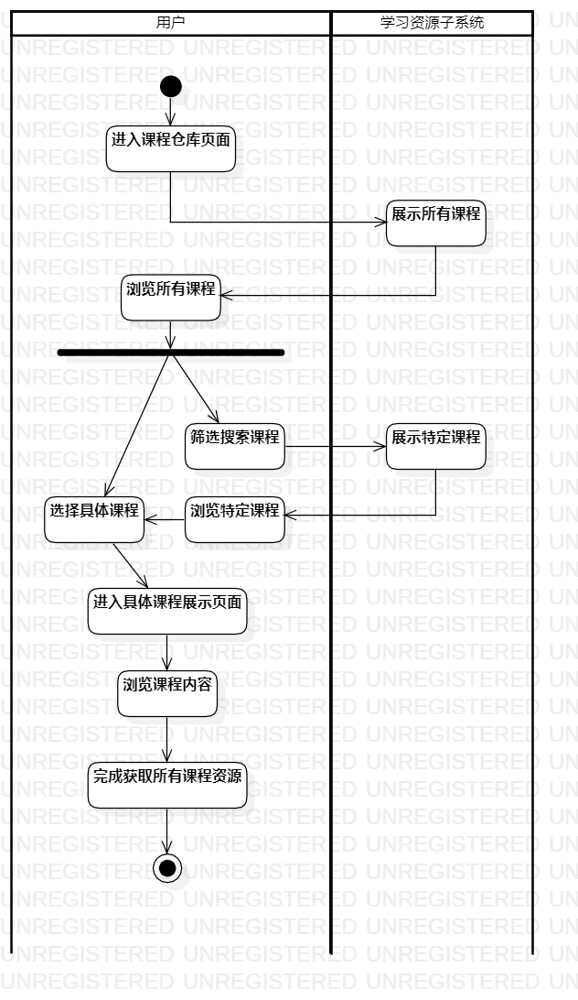 用户
学习资源子系统
进入课程仓库页面
展示所有课程
浏览所有课程
筛选搜索课程
展示特定课程
选择具体课程
浏览特定课程
进入具体课程展示页面
浏览课程内容
完成获取所有课程资源
UNREGISTERED